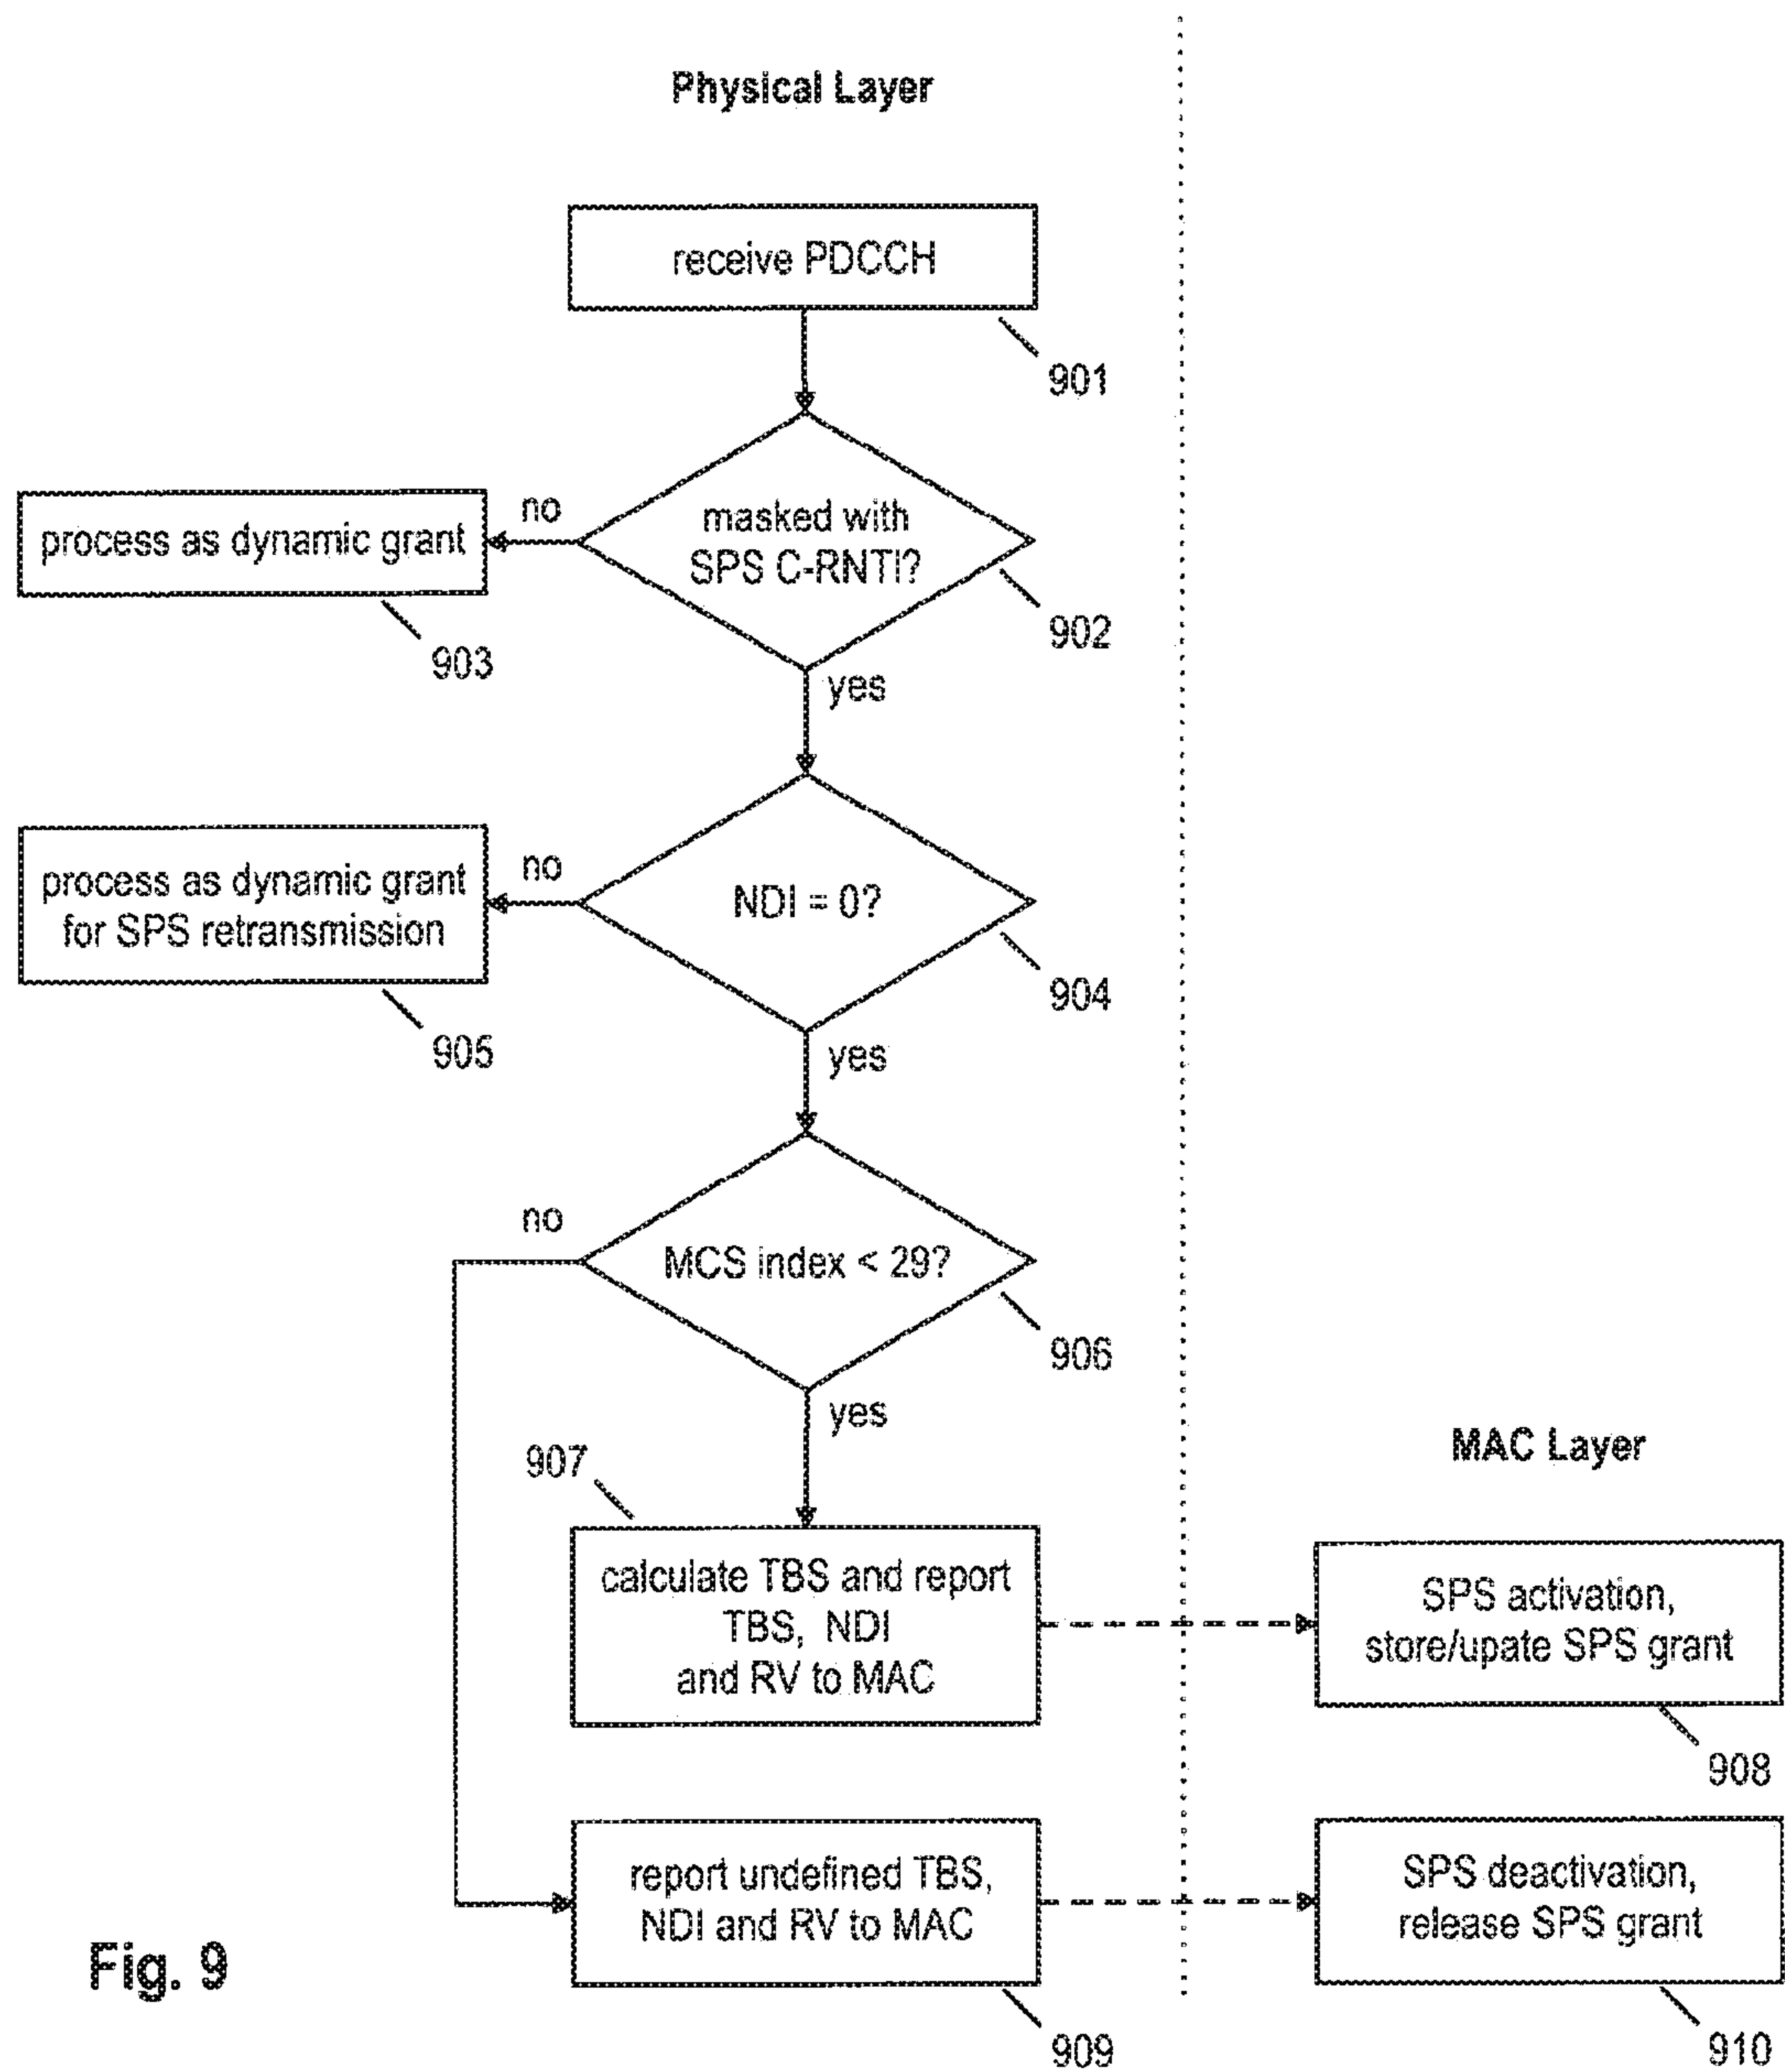 Physical Layer
receive PDCCH
901
masked with
SPS C-RNTI?
902
no
process as dynamic grant
903
yes
NDI = 0?
904
no
process as dynamic grant
for SPS retransmission
905
yes
MCS index < 29?
906
no
yes
907
calculate TBS and report
TBS, NDI
and RV to MAC
MAC Layer
SPS activation,
store/upate SPS grant
908
report undefined TBS,
NDI and RV to MAC
909
SPS deactivation,
release SPS grant
910
Fig. 9